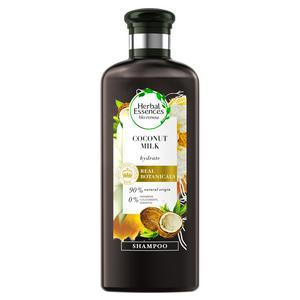 Herbal
Essences
bio:renew
COCONUT
MILK
hydrate
REAL
BOTANICALS
90% natural origin
0%
SHAMPOO